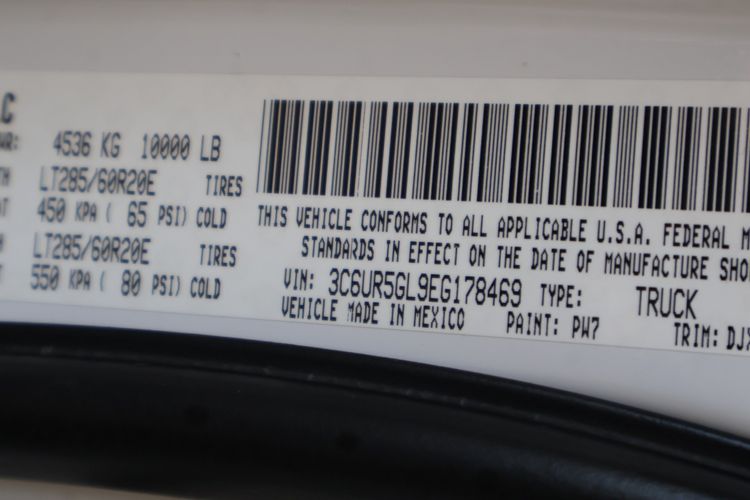 C
4536 KG 10000 LB
LT285/60R20E TIRES
450 KPA ( 65 PSI) COLD
LT285/60R20E TIRES
550 KPA ( 80 PSI) COLD
THIS VEHICLE CONFORMS TO ALL APPLICABLE U.S.A. FEDERAL M
STANDARDS IN EFFECT ON THE DATE OF MANUFACTURE SHO
VIN: 3C6UR5GL9EG178469 TYPE: TRUCK
VEHICLE MADE IN MEXICO PAINT: PW7 TRIM: DJX